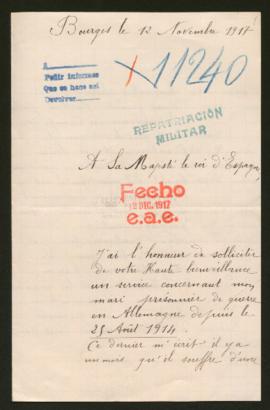 Bourges le 12 Novembre 1917
A
Pedir informes
Que se hace así
Devolver
11240
REPATRIACIÓN
MILITAR
A Sa Majesté le roi d'Espagne,
Fecho
12 DIC. 1917
e.a.e.
J'ai l'honneur de solliciter
de votre Haute bienveillance
un service concernant mon
mari prisonnier de guerre
en Allemagne depuis le
25 Août 1914.
Ce dernier m'écrit il y a
un mois qu'il souffre d'une